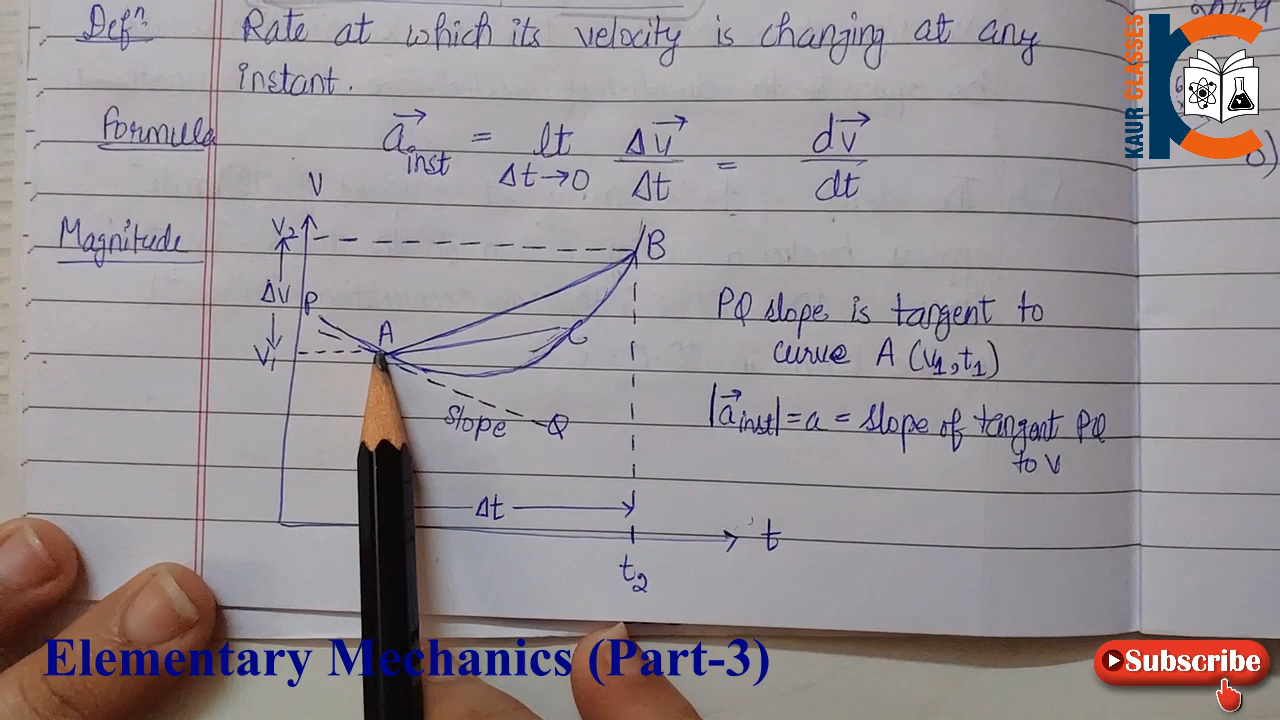 Defⁿ. Rate at which its velocity is changing at any
instant.
KAUR CLASSES
Formula a⃗inst = lt Δt→0 Δv⃗/Δt = dv⃗/dt
V
Magnitude
V₂
B
ΔV
P
A
V₁
C
Slope
Q
PQ slope is tangent to
curve A (v₁,t₁)
|a⃗inst| = a = slope of tangent PQ
to v
Δt
t
t₂
Elementary Mechanics (Part-3)
Subscribe